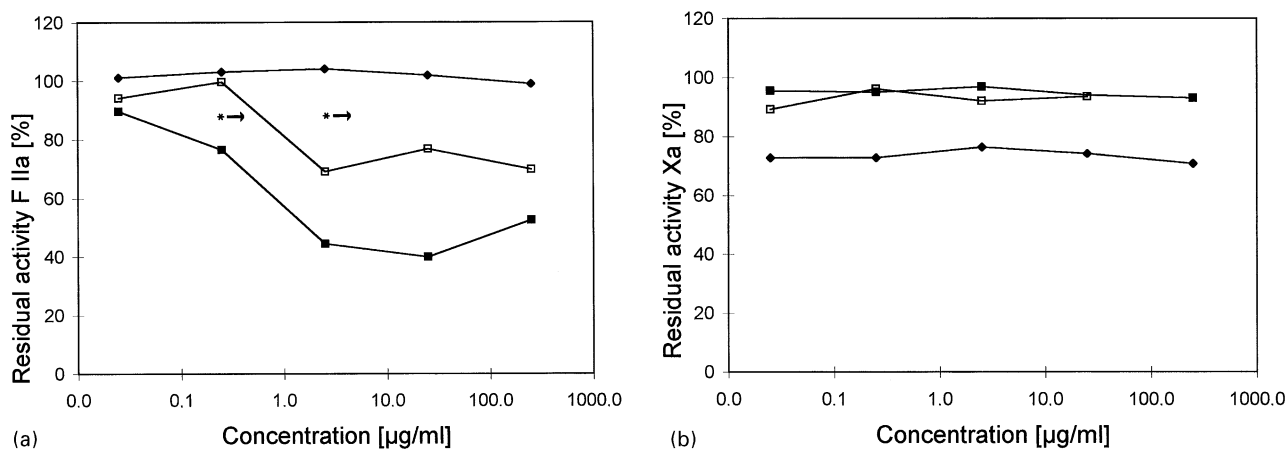 120
100
80
60
40
20
0
Residual activity F IIa [%]
*→
*→
0.0 0.1 1.0 10.0 100.0 1000.0
(a) Concentration [µg/ml]
120
100
80
60
40
20
0
Residual activity Xa [%]
0.0 0.1 1.0 10.0 100.0 1000.0
(b) Concentration [µg/ml]